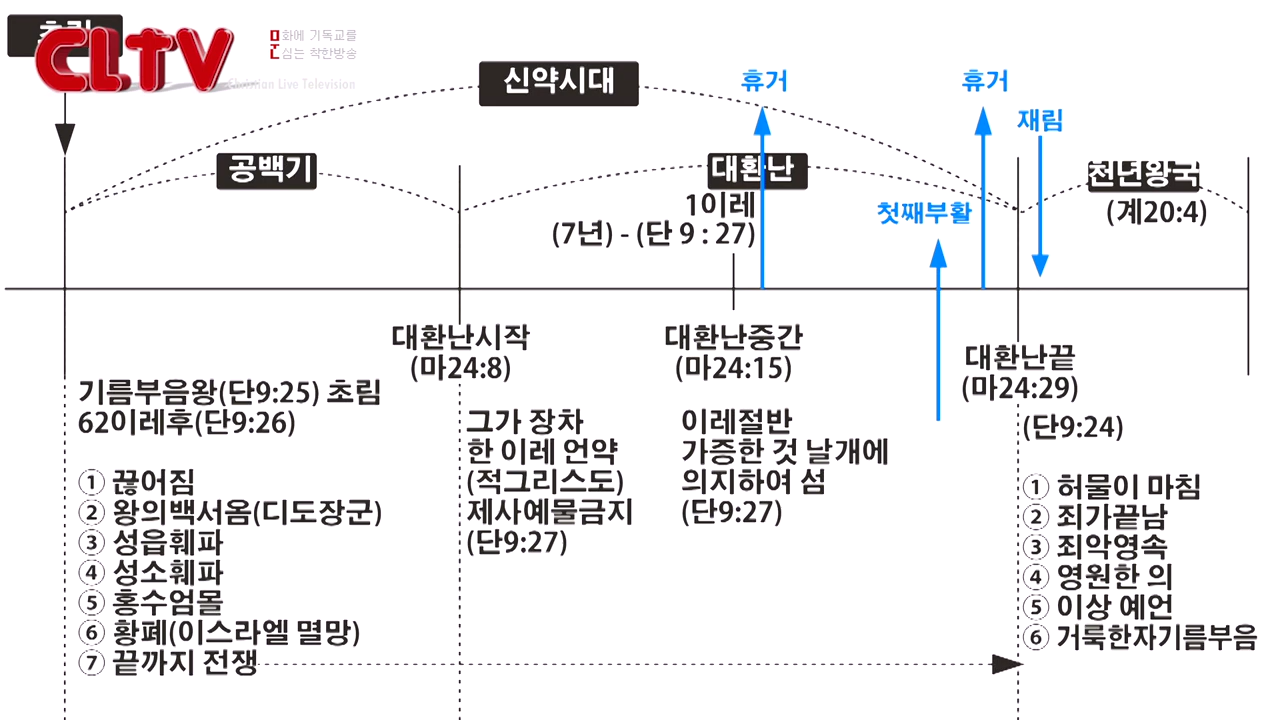 초림
CLTV
문화에 기독교를
심는 착한방송
Christian Live Television
신약시대
휴거
휴거
재림
공백기
대환난
천년왕국
1이레
(7년) - (단 9 : 27)
첫째부활
(계20:4)
대환난시작
(마24:8)
대환난중간
(마24:15)
대환난끝
(마24:29)
(단9:24)
기름부음왕(단9:25) 초림
62이레후(단9:26)
① 끊어짐
② 왕의백서옴(디도장군)
③ 성읍훼파
④ 성소훼파
⑤ 홍수엄몰
⑥ 황폐(이스라엘 멸망)
⑦ 끝까지 전쟁
그가 장차
한 이레 언약
(적그리스도)
제사예물금지
(단9:27)
이레절반
가증한 것 날개에
의지하여 섬
(단9:27)
① 허물이 마침
② 죄가끝남
③ 죄악영속
④ 영원한 의
⑤ 이상 예언
⑥ 거룩한자기름부음